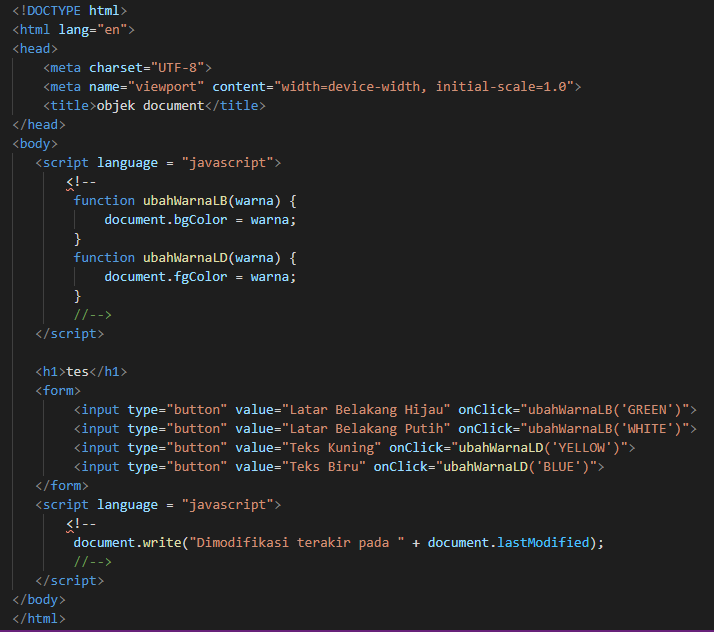 <!DOCTYPE html>
<html lang="en">
<head>
    <meta charset="UTF-8">
    <meta name="viewport" content="width=device-width, initial-scale=1.0">
    <title>objek document</title>
</head>
<body>
   <script language = "javascript">
       <!--
        function ubahWarnaLB(warna) {
            document.bgColor = warna;
        }
        function ubahWarnaLD(warna) {
            document.fgColor = warna;
        }
        //-->
   </script>

   <h1>tes</h1>
   <form>
        <input type="button" value="Latar Belakang Hijau" onClick="ubahWarnaLB('GREEN')">
        <input type="button" value="Latar Belakang Putih" onClick="ubahWarnaLB('WHITE')">
        <input type="button" value="Teks Kuning" onClick="ubahWarnaLD('YELLOW')">
        <input type="button" value="Teks Biru" onClick="ubahWarnaLD('BLUE')">
   </form>
   <script language = "javascript">
       <!--
        document.write("Dimodifikasi terakir pada " + document.lastModified);
        //-->
   </script>
</body>
</html>